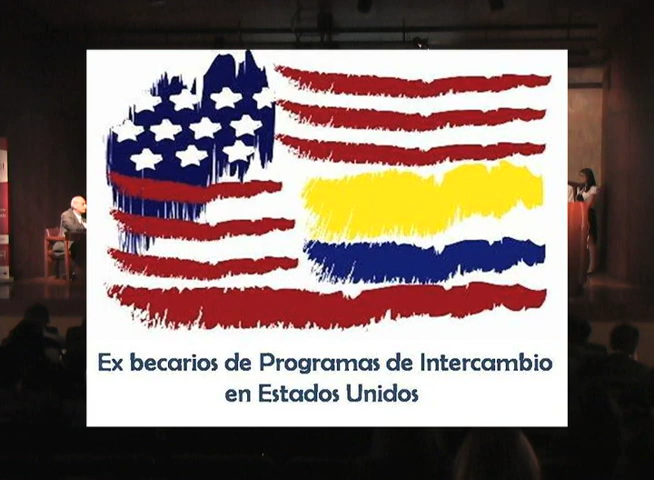 Ex becarios de Programas de Intercambio
en Estados Unidos